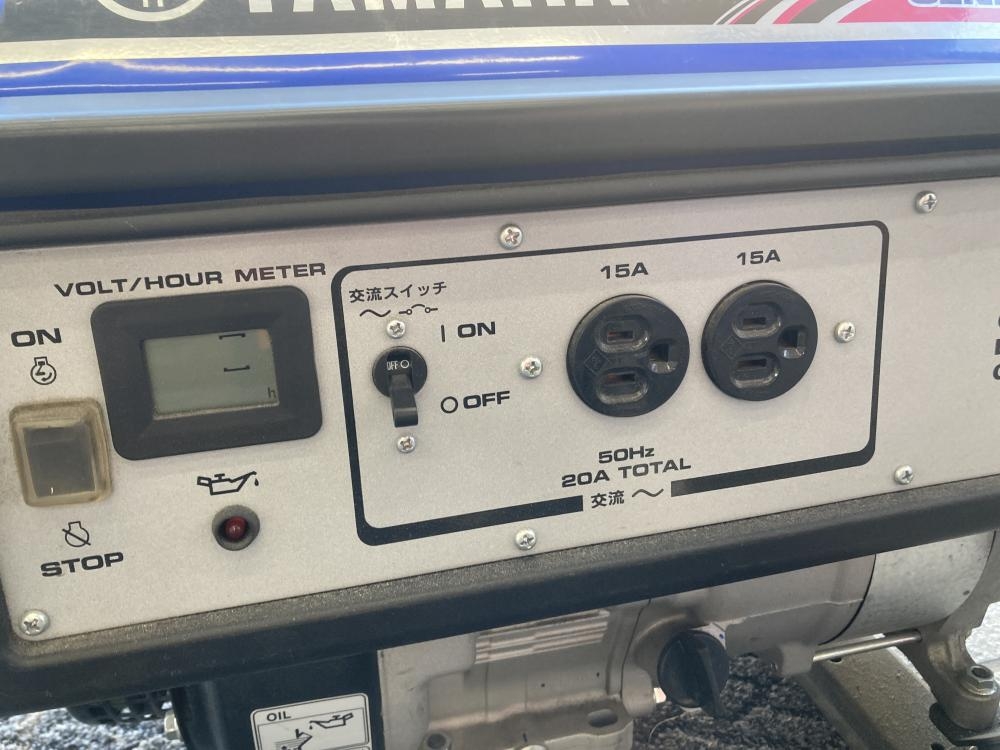 YAMAHA
VOLT/HOUR METER
ON
h
STOP
交流スイッチ
ON
OFF
OFF
15A
15A
50Hz
20A TOTAL
交流
OIL